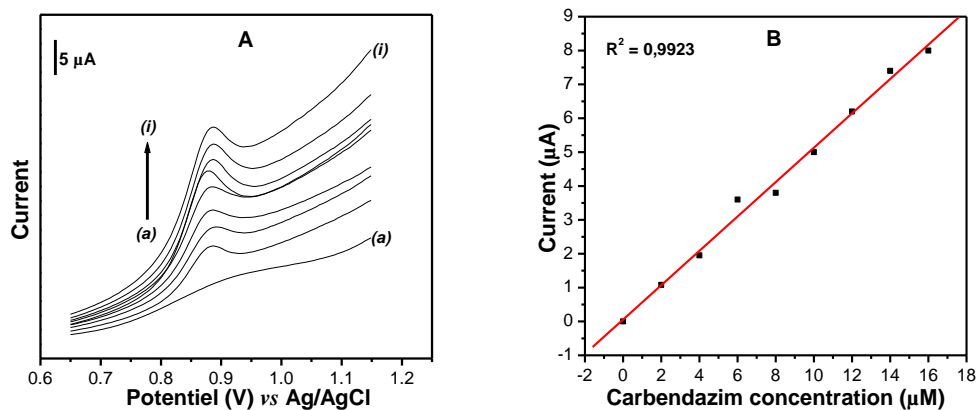 A
5 µA
(i)
(i)
(a)
(a)
Current
0.6 0.7 0.8 0.9 1.0 1.1 1.2
Potentiel (V) vs Ag/AgCl
B
R² = 0,9923
9
8
7
6
5
4
3
2
1
0
-1
Current (µA)
-2 0 2 4 6 8 10 12 14 16 18
Carbendazim concentration (µM)